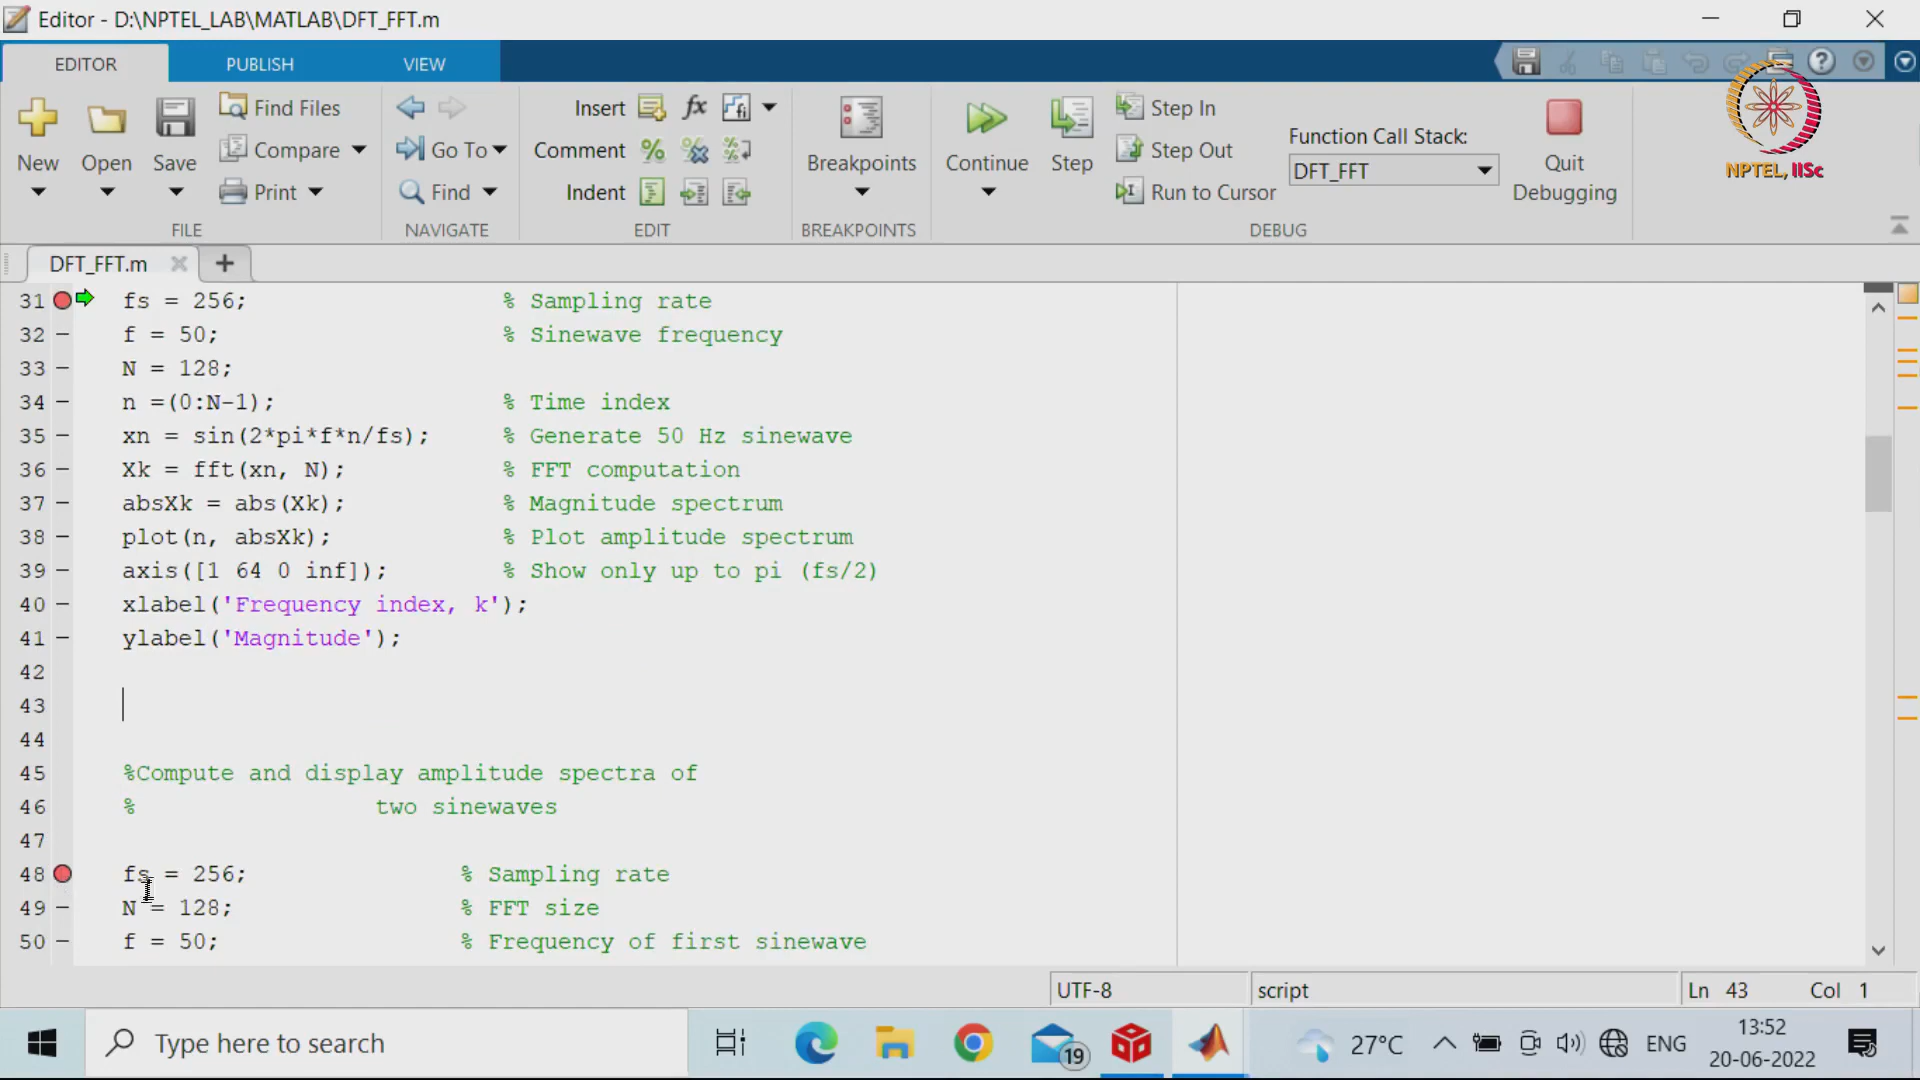 Editor - D:\NPTEL_LAB\MATLAB\DFT_FFT.m
EDITOR PUBLISH VIEW
New Open Save Find Files Compare Print
FILE
Go To Find
NAVIGATE
Insert fx
Comment
Indent
EDIT
Breakpoints
BREAKPOINTS
Continue Step Step In Step Out Run to Cursor
Function Call Stack:
DFT_FFT
Quit Debugging
DEBUG
NPTEL, IISc
DFT_FFT.m
31 fs = 256; % Sampling rate
32 - f = 50; % Sinewave frequency
33 - N = 128;
34 - n =(0:N-1); % Time index
35 - xn = sin(2*pi*f*n/fs); % Generate 50 Hz sinewave
36 - Xk = fft(xn, N); % FFT computation
37 - absXk = abs(Xk); % Magnitude spectrum
38 - plot(n, absXk); % Plot amplitude spectrum
39 - axis([1 64 0 inf]); % Show only up to pi (fs/2)
40 - xlabel('Frequency index, k');
41 - ylabel('Magnitude');
42
43
44
45 %Compute and display amplitude spectra of
46 % two sinewaves
47
48 fs = 256; % Sampling rate
49 - N = 128; % FFT size
50 - f = 50; % Frequency of first sinewave
UTF-8 script Ln 43 Col 1
Type here to search 19 27°C ENG 13:52
20-06-2022